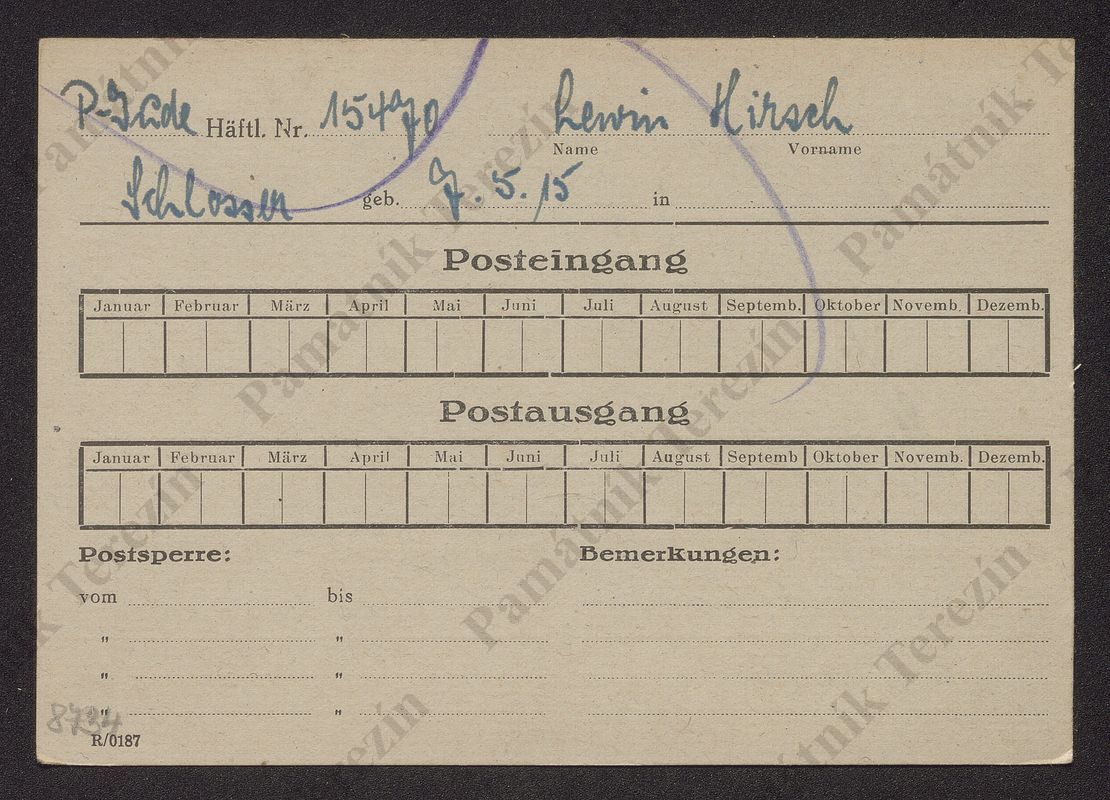 P-Jude Häftl. Nr. 15470 Lewin Hirsch
Name Vorname
Schlosser geb. 7.5.15 in
Posteingang
Januar Februar März April Mai Juni Juli August Septemb. Oktober Novemb. Dezemb.
Postausgang
Januar Februar März April Mai Juni Juli August Septemb Oktober Novemb. Dezemb.
Postsperre: Bemerkungen:
vom bis
" "
" "
" "
8734
R/0187
Památník Terezín